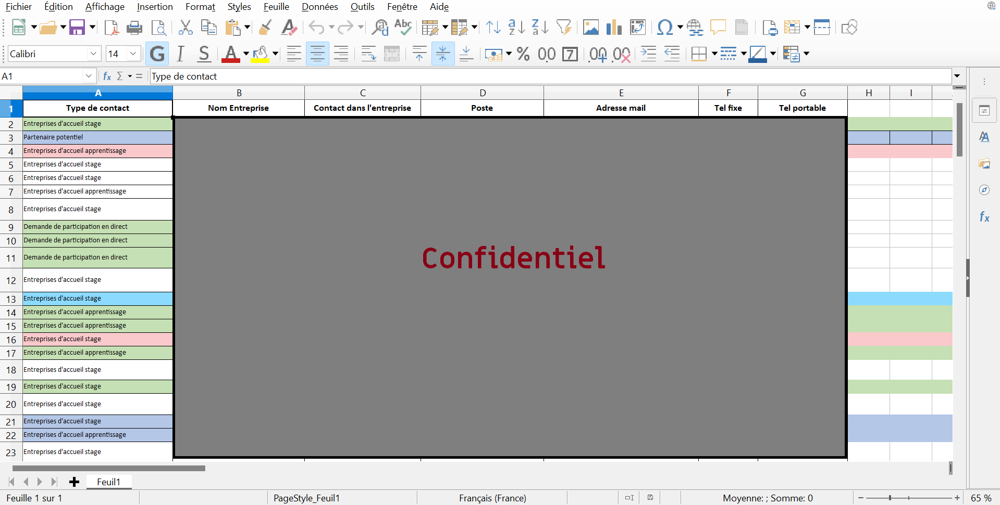 Fichier Édition Affichage Insertion Format Styles Feuille Données Outils Fenêtre Aide
Calibri 14
A1 Type de contact
A B C D E F G H I
1 Type de contact Nom Entreprise Contact dans l'entreprise Poste Adresse mail Tel fixe Tel portable
2 Entreprises d'accueil stage
3 Partenaire potentiel
4 Entreprises d'accueil apprentissage
5 Entreprises d'accueil stage
6 Entreprises d'accueil stage
7 Entreprises d'accueil apprentissage
8 Entreprises d'accueil stage
9 Demande de participation en direct
10 Demande de participation en direct
11 Demande de participation en direct
Confidentiel
12 Entreprises d'accueil stage
13 Entreprises d'accueil stage
14 Entreprises d'accueil apprentissage
15 Entreprises d'accueil apprentissage
16 Entreprises d'accueil stage
17 Entreprises d'accueil apprentissage
18 Entreprises d'accueil stage
19 Entreprises d'accueil stage
20 Entreprises d'accueil stage
21 Entreprises d'accueil stage
22 Entreprises d'accueil apprentissage
23 Entreprises d'accueil stage
Feuil1
Feuille 1 sur 1 PageStyle_Feuil1 Français (France) Moyenne: ; Somme: 0 65 %